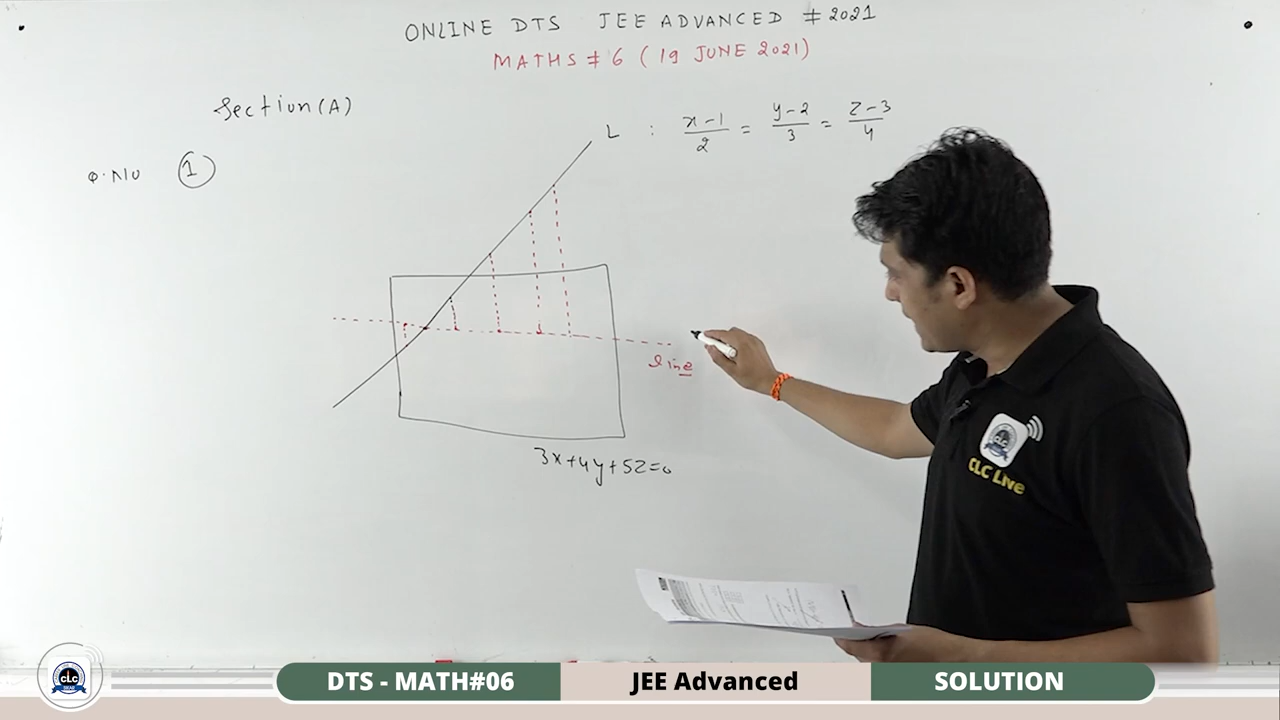 ONLINE DTS JEE ADVANCED # 2021
MATHS # 6 ( 19 JUNE 2021)
Section(A)
L : x-1/2 = y-2/3 = z-3/4
Q. No 1
line
3x+4y+5z=0
CLC Live
CLC
DTS - MATH#06
JEE Advanced
SOLUTION